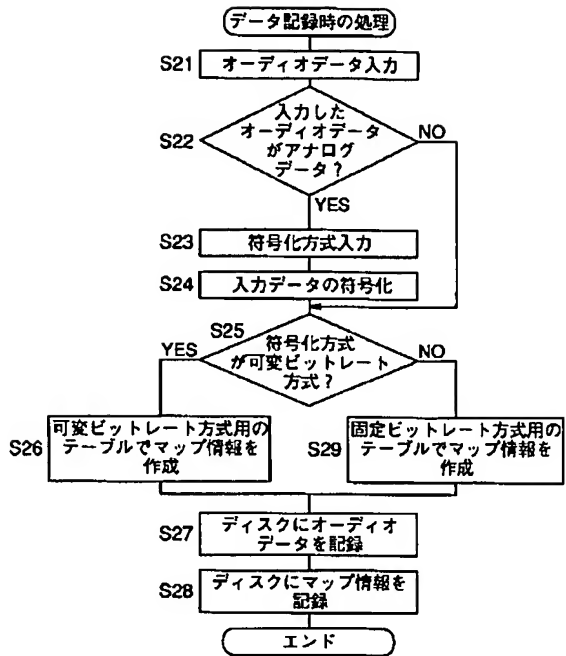 データ記録時の処理
S21
オーディオデータ入力
S22
入力した
オーディオデータ
がアナログ
データ?
NO
YES
S23
符号化方式入力
S24
入力データの符号化
S25
符号化方式
が可変ビットレート
方式?
YES
NO
S26
可変ビットレート方式用の
テーブルでマップ情報を
作成
S29
固定ビットレート方式用の
テーブルでマップ情報を
作成
S27
ディスクにオーディオ
データを記録
S28
ディスクにマップ情報を
記録
エンド